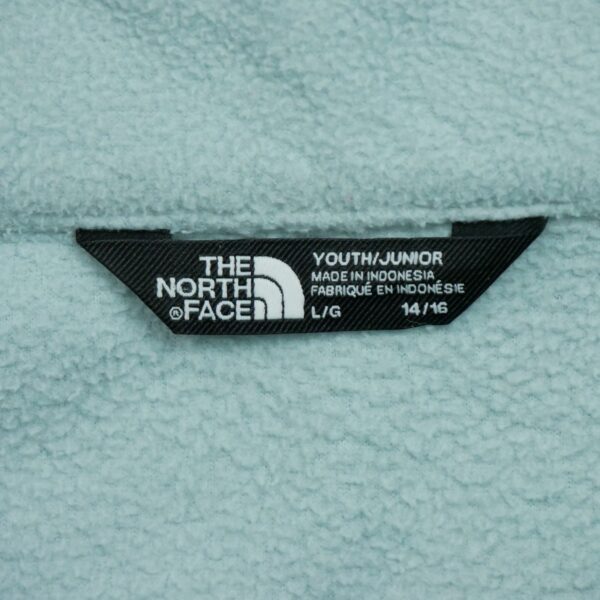 THE
NORTH
®FACE
YOUTH/JUNIOR
MADE IN INDONESIA
FABRIQUÉ EN INDONÉSIE
L/G 14/16